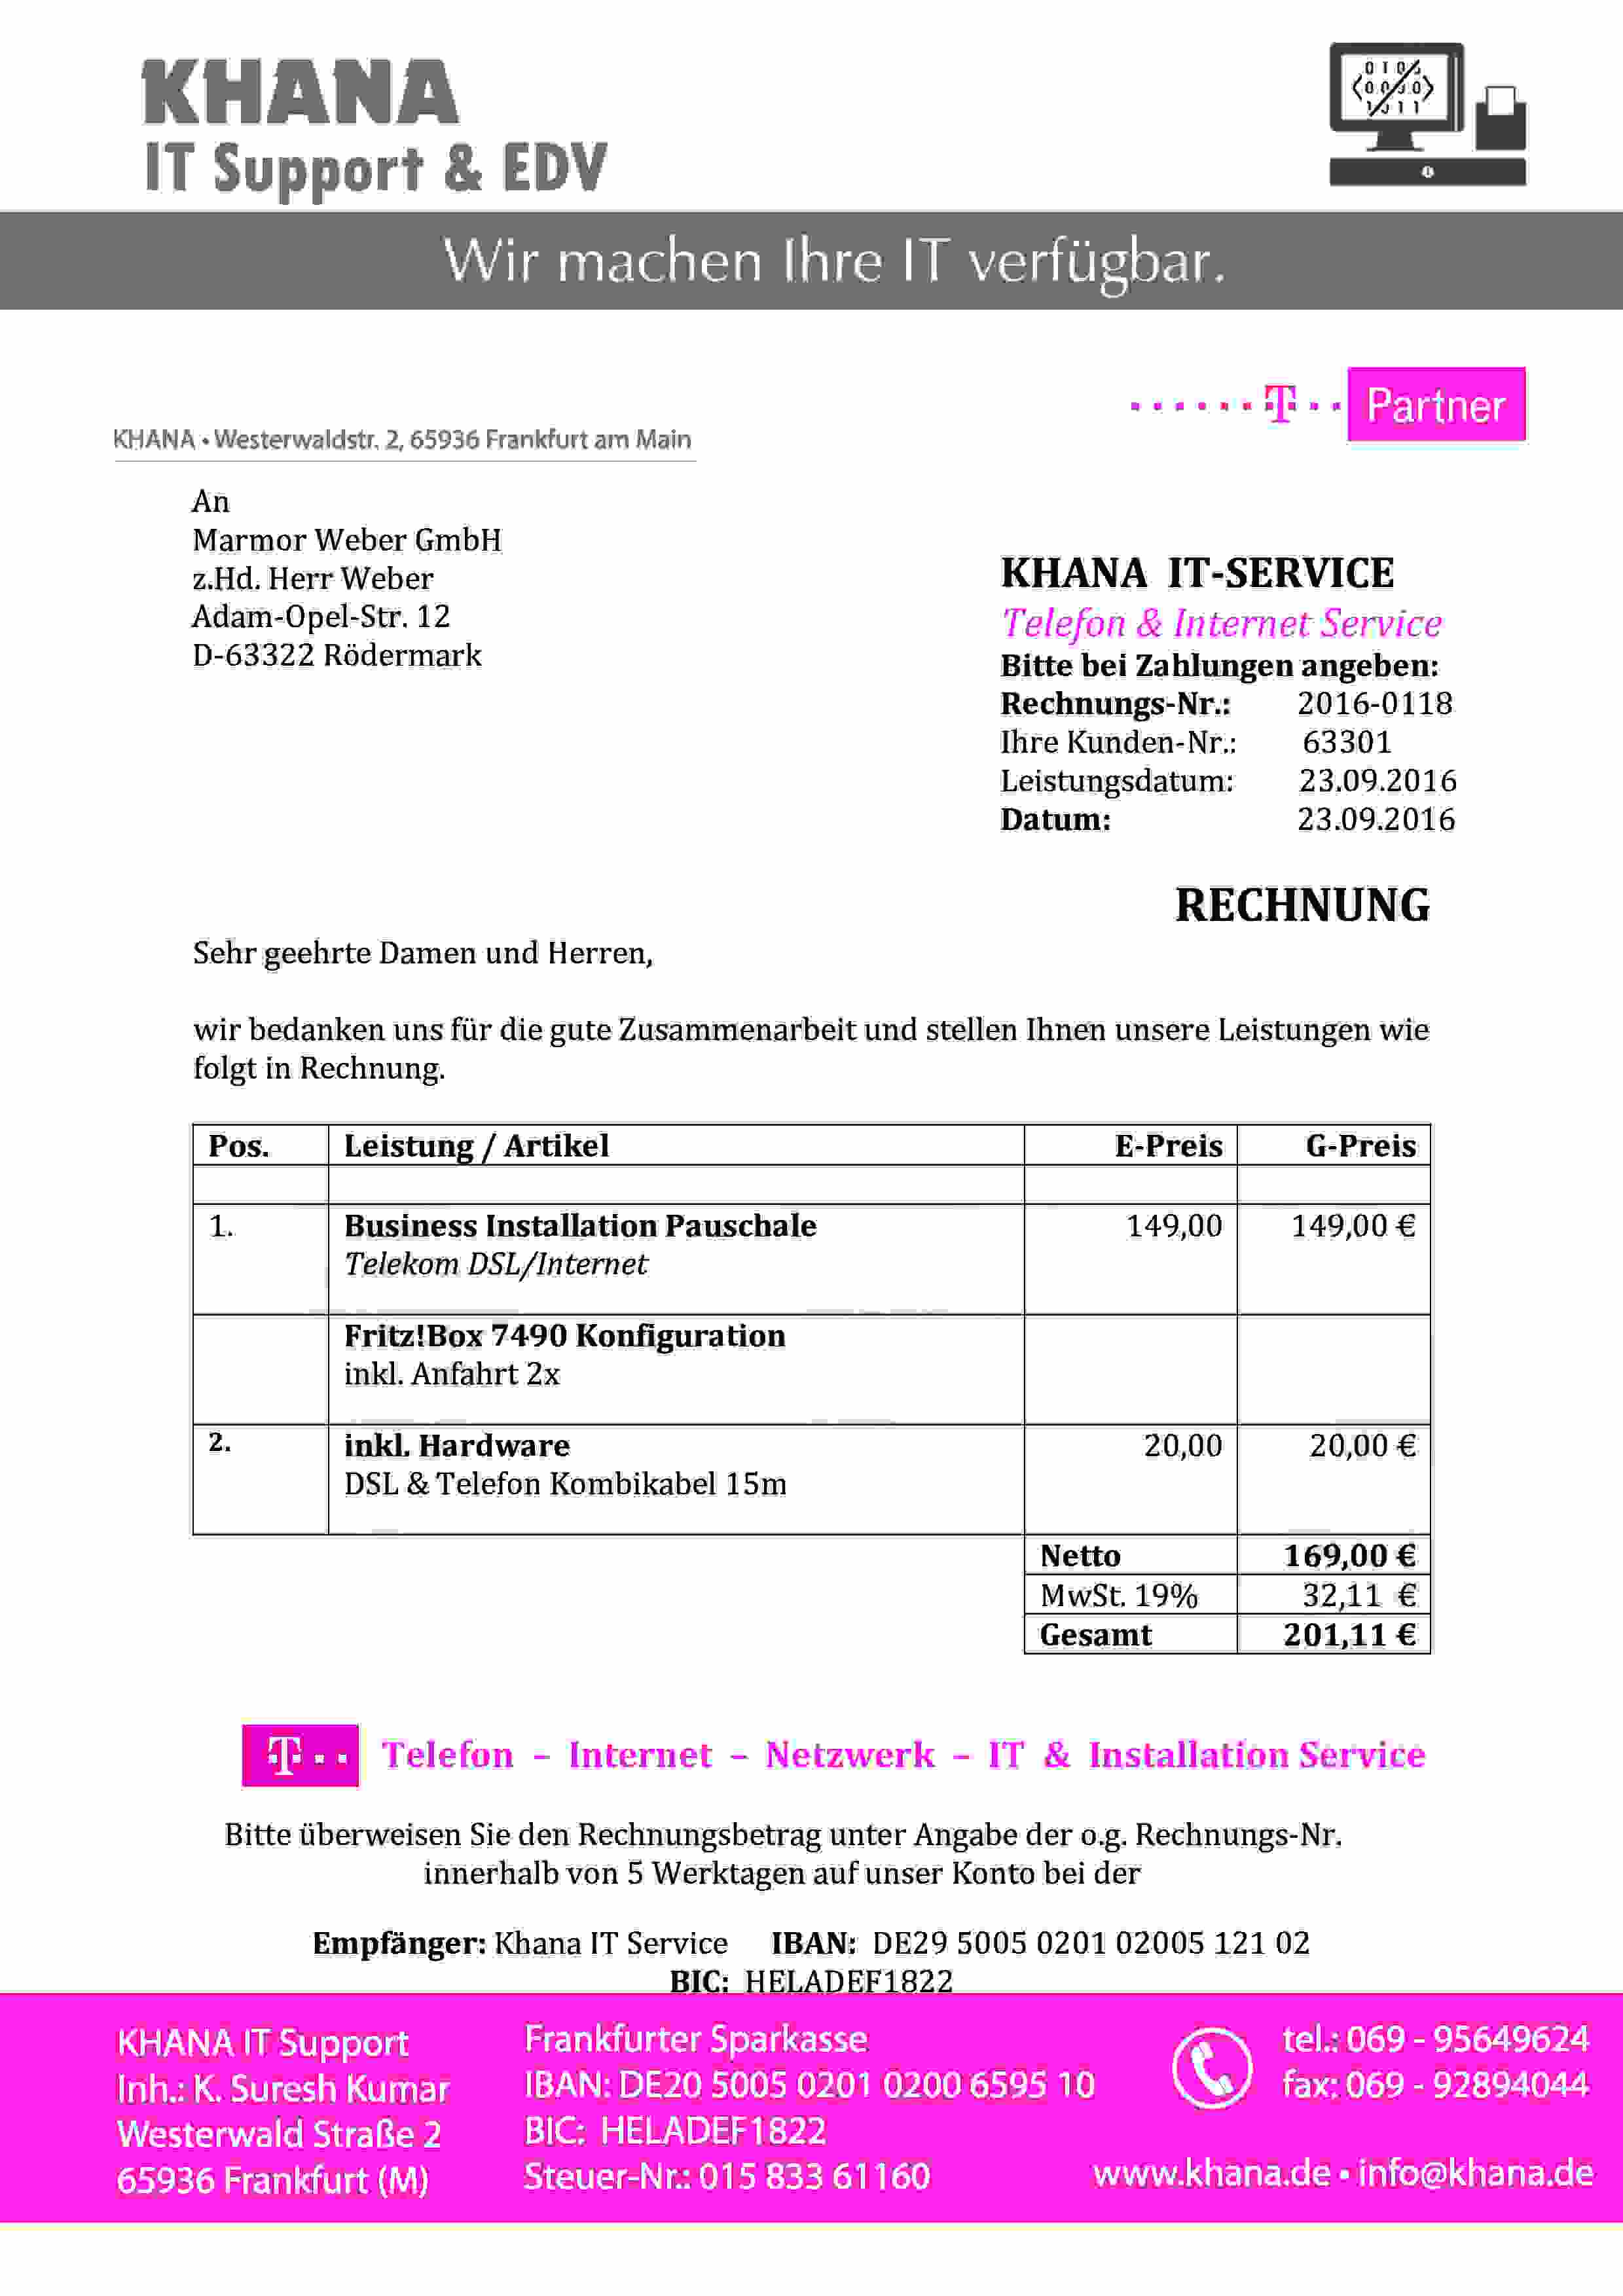 KHANA
IT Support & EDV
Wir machen Ihre IT verfügbar.
T Partner
KHANA • Westerwaldstr. 2, 65936 Frankfurt am Main
An
Marmor Weber GmbH
z.Hd. Herr Weber
Adam-Opel-Str. 12
D-63322 Rödermark
KHANA IT-SERVICE
Telefon & Internet Service
Bitte bei Zahlungen angeben:
Rechnungs-Nr.: 2016-0118
Ihre Kunden-Nr.: 63301
Leistungsdatum: 23.09.2016
Datum: 23.09.2016
RECHNUNG
Sehr geehrte Damen und Herren,
wir bedanken uns für die gute Zusammenarbeit und stellen Ihnen unsere Leistungen wie
folgt in Rechnung.
Pos. Leistung / Artikel E-Preis G-Preis
1. Business Installation Pauschale 149,00 149,00 €
Telekom DSL/Internet
Fritz!Box 7490 Konfiguration
inkl. Anfahrt 2x
2. inkl. Hardware 20,00 20,00 €
DSL & Telefon Kombikabel 15m
Netto 169,00 €
MwSt. 19% 32,11 €
Gesamt 201,11 €
T Telefon – Internet – Netzwerk – IT & Installation Service
Bitte überweisen Sie den Rechnungsbetrag unter Angabe der o.g. Rechnungs-Nr.
innerhalb von 5 Werktagen auf unser Konto bei der
Empfänger: Khana IT Service IBAN: DE29 5005 0201 02005 121 02
BIC: HELADEF1822
KHANA IT Support
Inh.: K. Suresh Kumar
Westerwald Straße 2
65936 Frankfurt (M)
Frankfurter Sparkasse
IBAN: DE20 5005 0201 0200 6595 10
BIC: HELADEF1822
Steuer-Nr.: 015 833 61160
tel.: 069 - 95649624
fax: 069 - 92894044
www.khana.de • info@khana.de